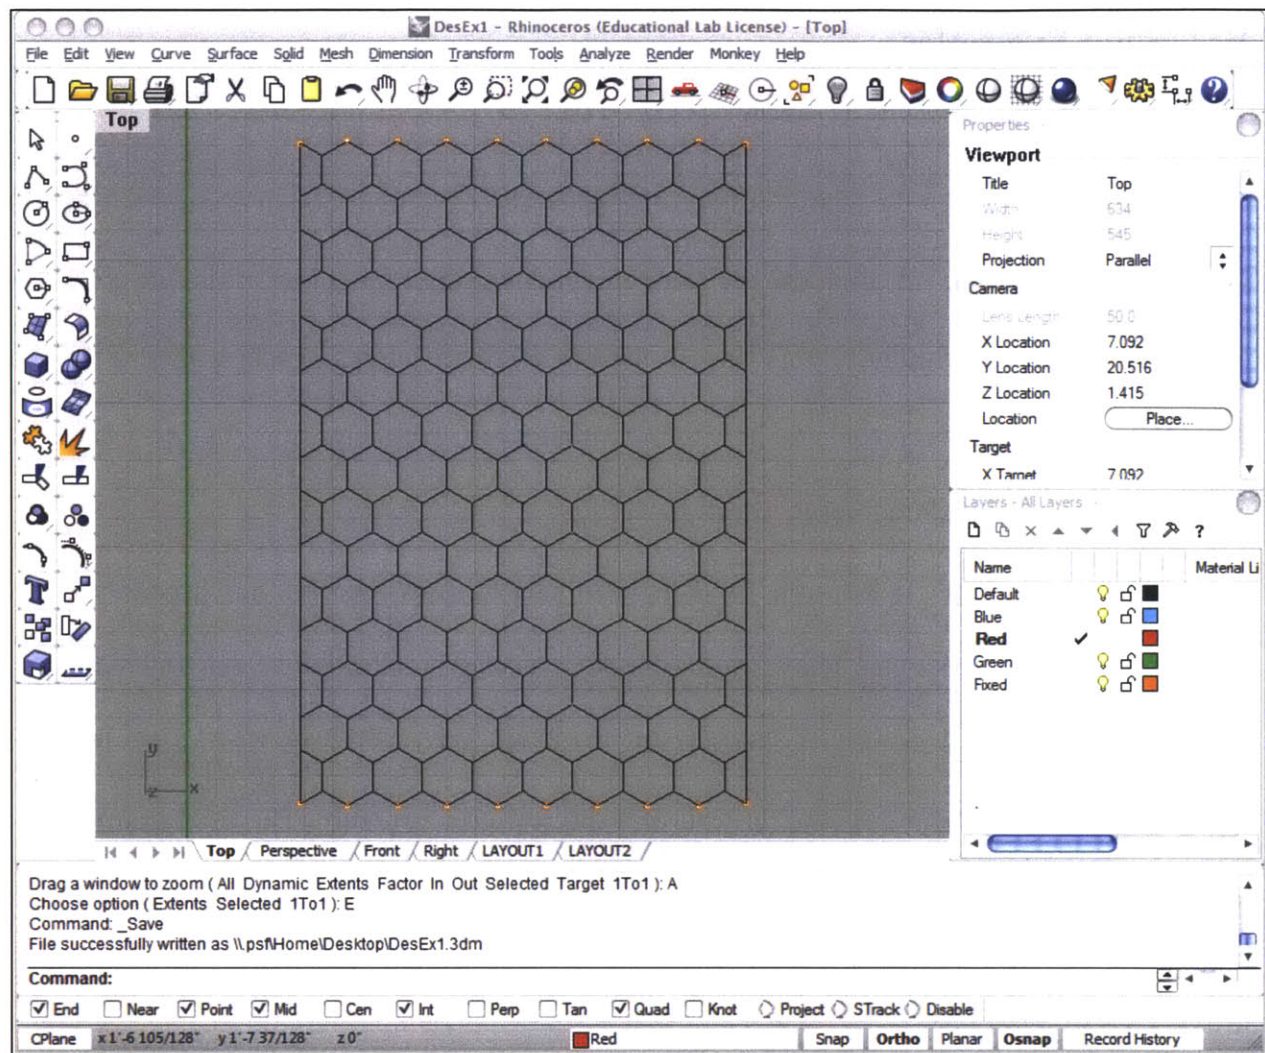 DesEx1 - Rhinoceros (Educational Lab License) - [Top]
File Edit View Curve Surface Solid Mesh Dimension Transform Tools Analyze Render Monkey Help
Top
Properties
Viewport
Title Top
Width 634
Height 545
Projection Parallel
Camera
Lens Length 50.0
X Location 7.092
Y Location 20.516
Z Location 1.415
Location Place...
Target
X Target 7.092
Layers - All Layers
Name Material Li
Default
Blue
Red
Green
Fixed
y
z x
Top Perspective Front Right LAYOUT1 LAYOUT2
Drag a window to zoom ( All Dynamic Extents Factor In Out Selected Target 1To1 ): A
Choose option ( Extents Selected 1To1 ): E
Command: _Save
File successfully written as \\.psf\Home\Desktop\DesEx1.3dm
Command:
End Near Point Mid Cen Int Perp Tan Quad Knot Project STrack Disable
CPlane x 1'-6 105/128" y 1'-7 37/128" z 0" Red Snap Ortho Planar Osnap Record History